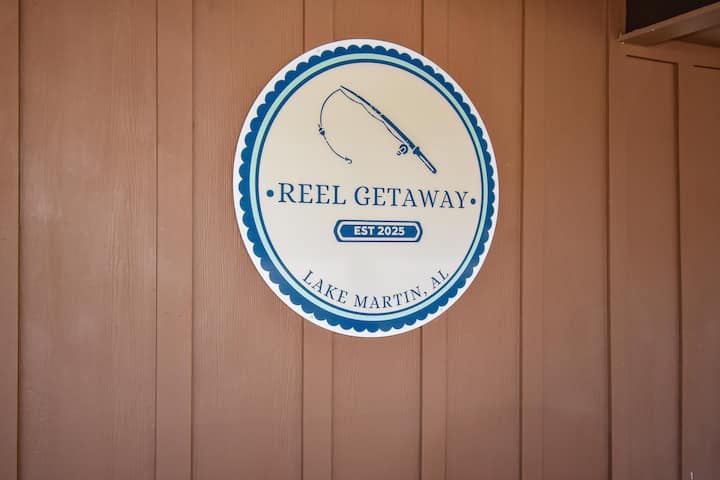 •REEL GETAWAY•
EST 2025
LAKE MARTIN, AL